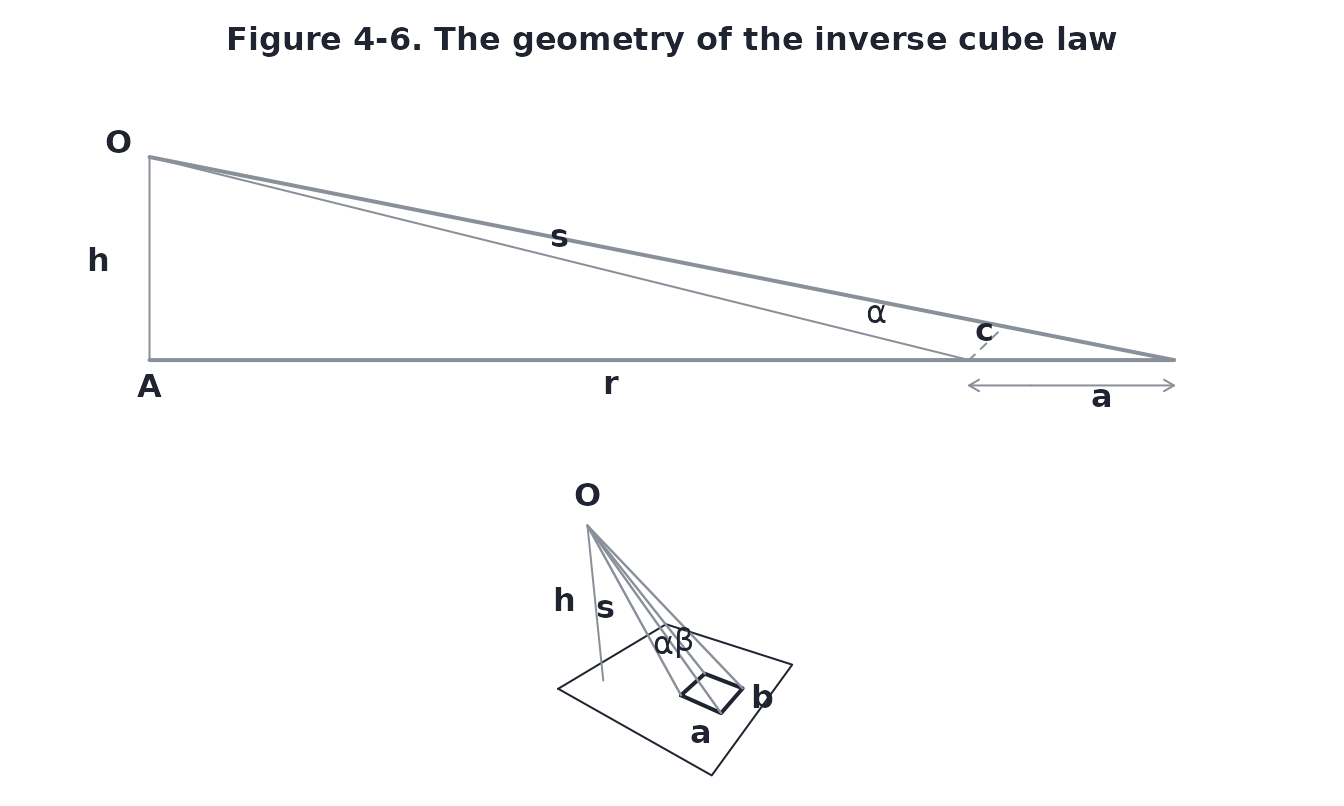 Figure 4-6. The geometry of the inverse cube law
O
s
h
α
c
A
r
a
O
h
s
αβ
b
a